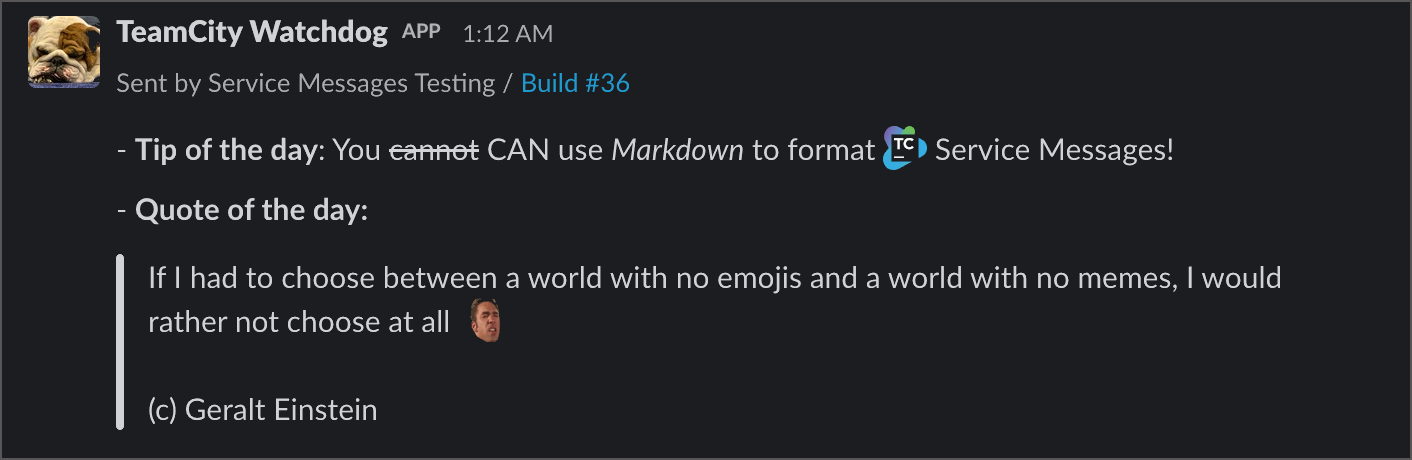 TeamCity Watchdog APP 1:12 AM
Sent by Service Messages Testing / Build #36
- Tip of the day: You cannot CAN use Markdown to format TC Service Messages!
- Quote of the day:
If I had to choose between a world with no emojis and a world with no memes, I would
rather not choose at all
(c) Geralt Einstein